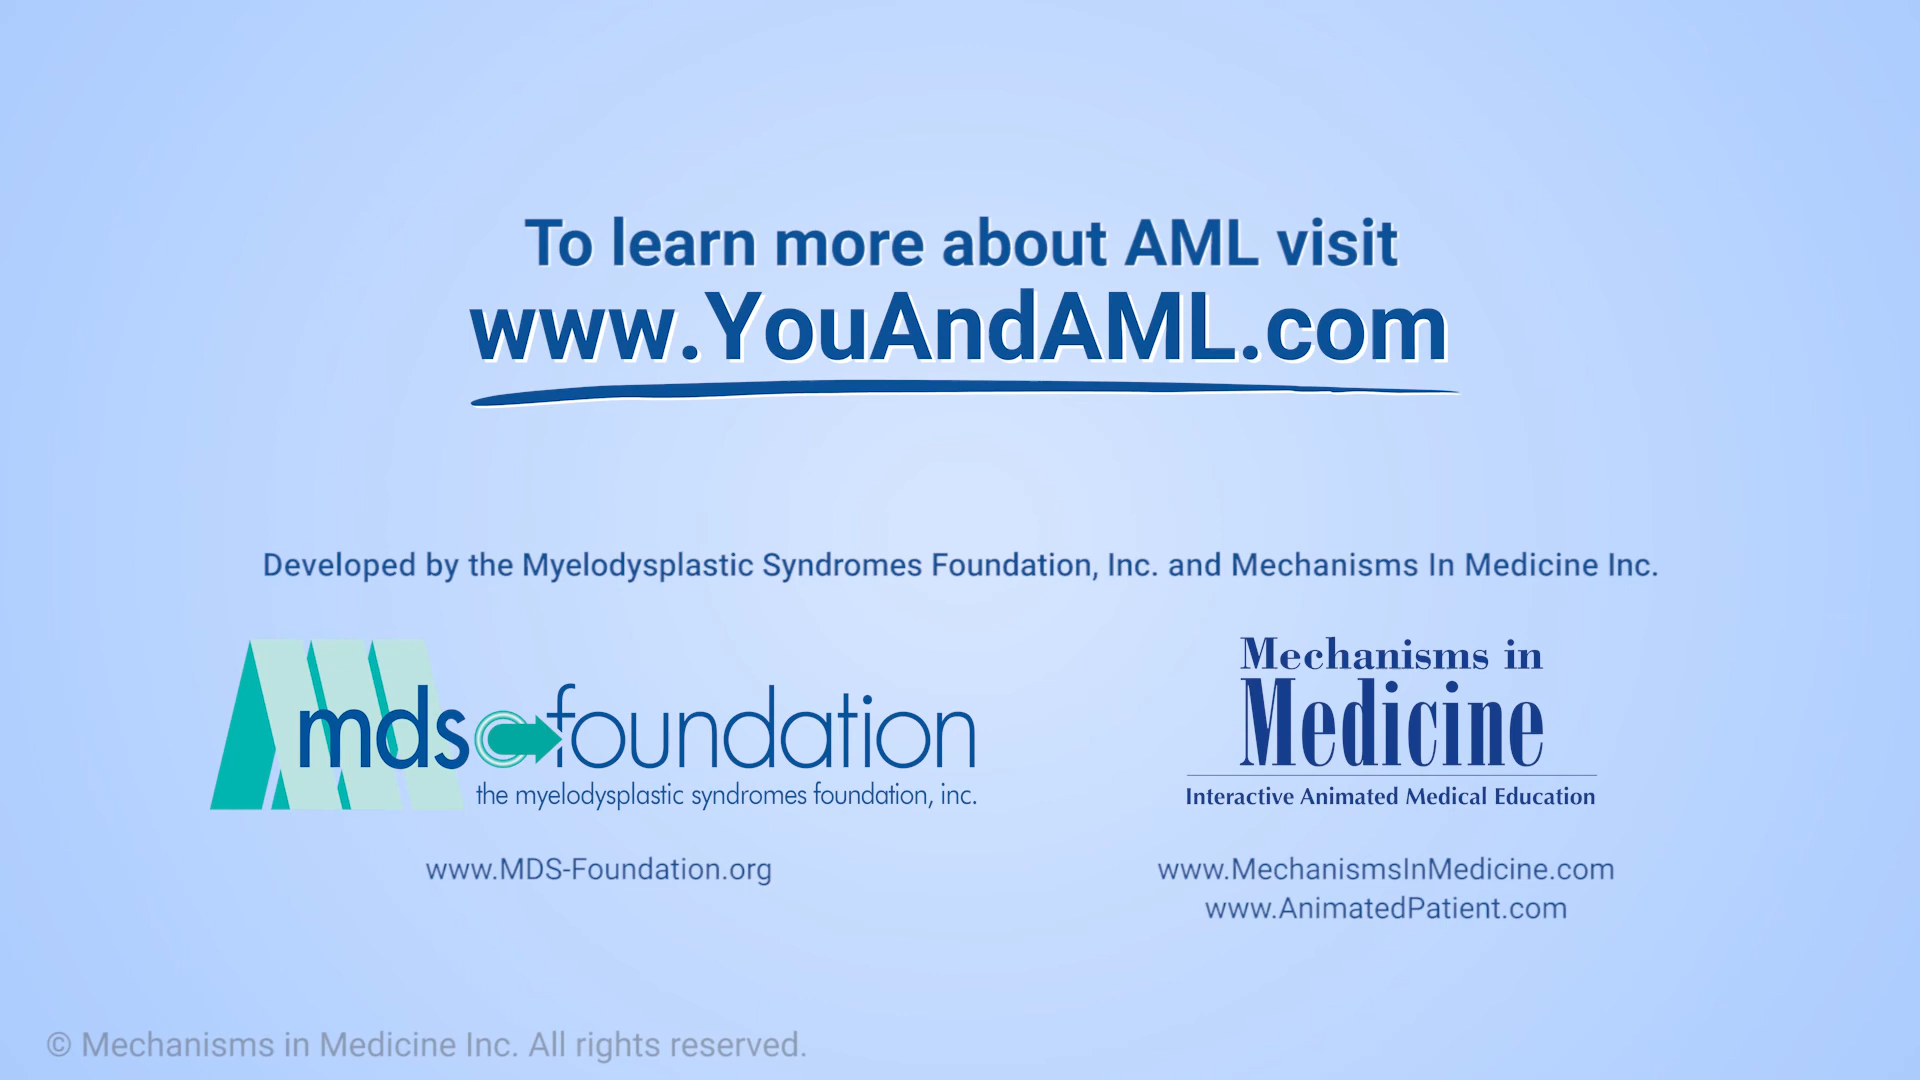 To learn more about AML visit
www.YouAndAML.com
Developed by the Myelodysplastic Syndromes Foundation, Inc. and Mechanisms In Medicine Inc.
mds foundation
the myelodysplastic syndromes foundation, inc.
www.MDS-Foundation.org
Mechanisms in
Medicine
Interactive Animated Medical Education
www.MechanismsInMedicine.com
www.AnimatedPatient.com
© Mechanisms in Medicine Inc. All rights reserved.